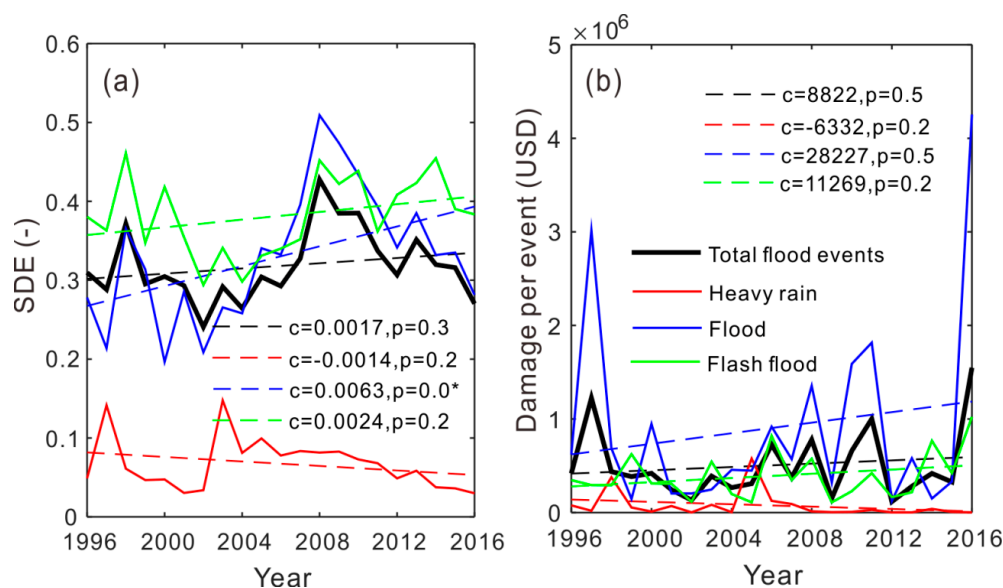 (a)
SDE (-)
0.6
0.5
0.4
0.3
0.2
0.1
0
c=0.0017,p=0.3
c=-0.0014,p=0.2
c=0.0063,p=0.0*
c=0.0024,p=0.2
1996 2000 2004 2008 2012 2016
Year
×10⁶
(b)
Damage per event (USD)
5
4
3
2
1
0
c=8822,p=0.5
c=-6332,p=0.2
c=28227,p=0.5
c=11269,p=0.2
Total flood events
Heavy rain
Flood
Flash flood
1996 2000 2004 2008 2012 2016
Year